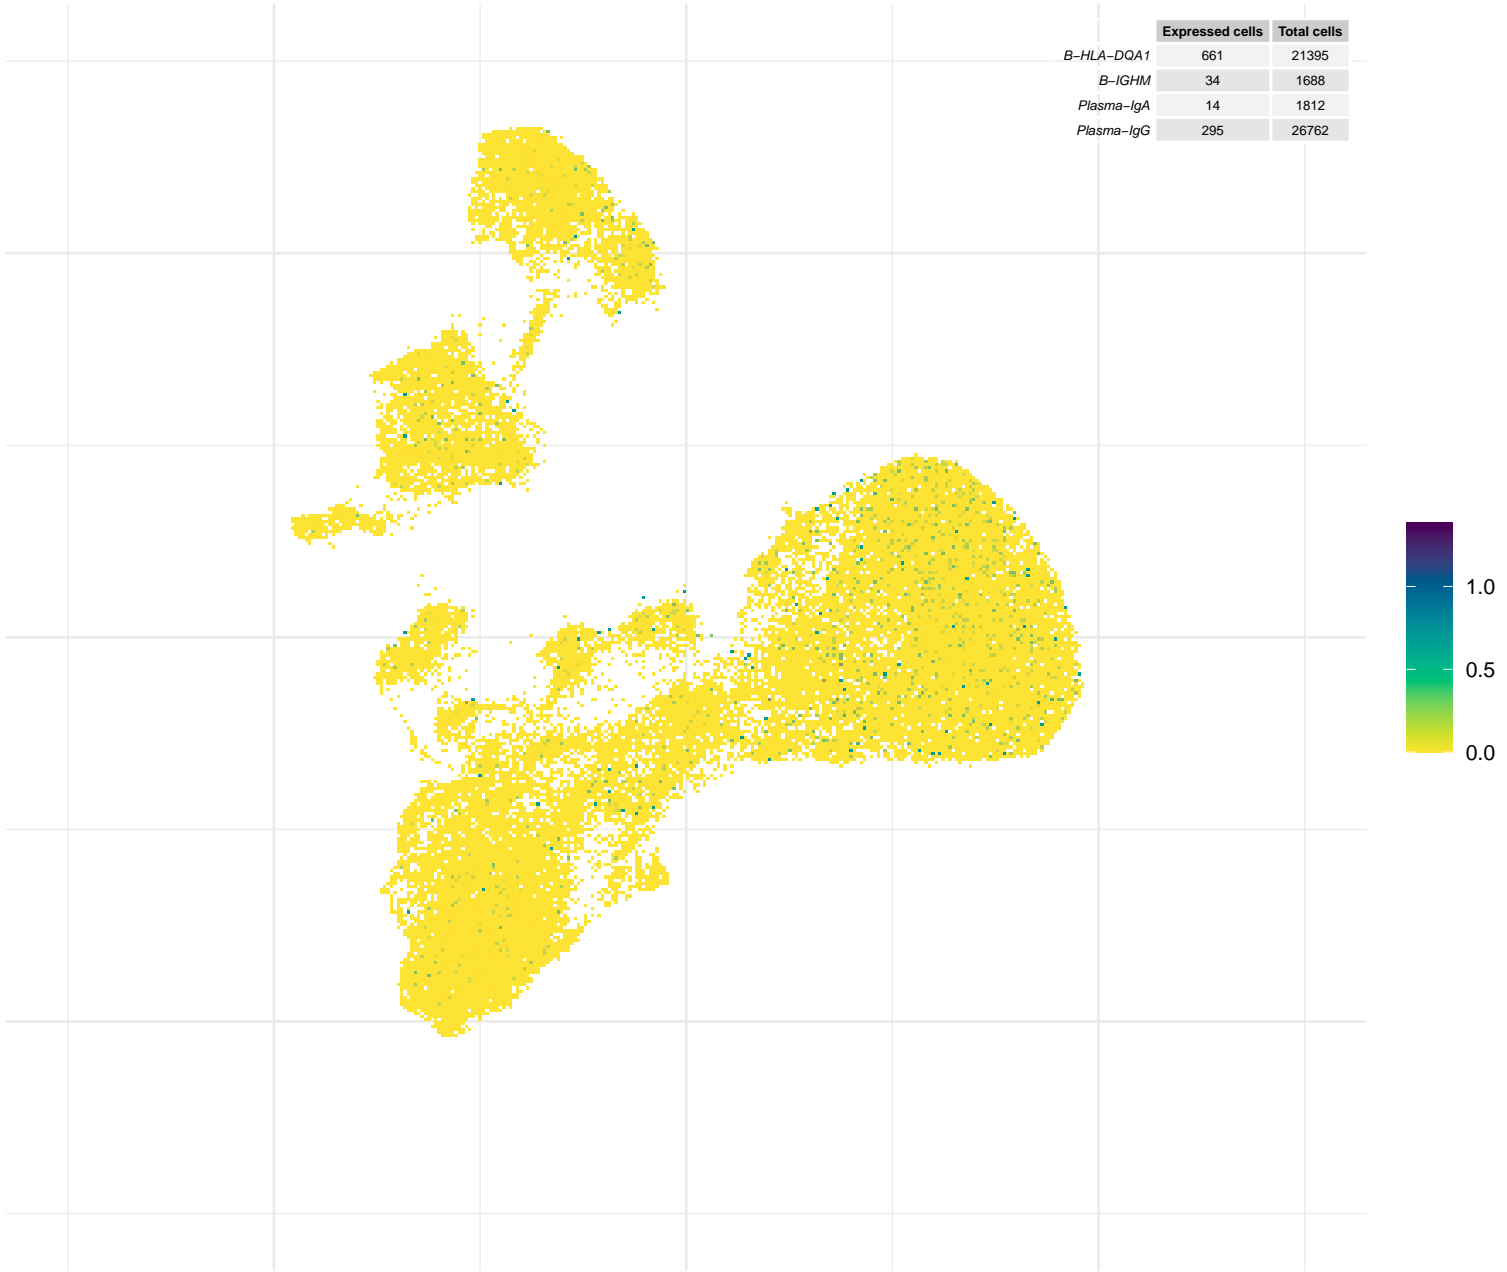 Expressed cells Total cells
B−HLA−DQA1 661 21395
B−IGHM 34 1688
Plasma−IgA 14 1812
Plasma−IgG 295 26762
1.0
0.5
0.0